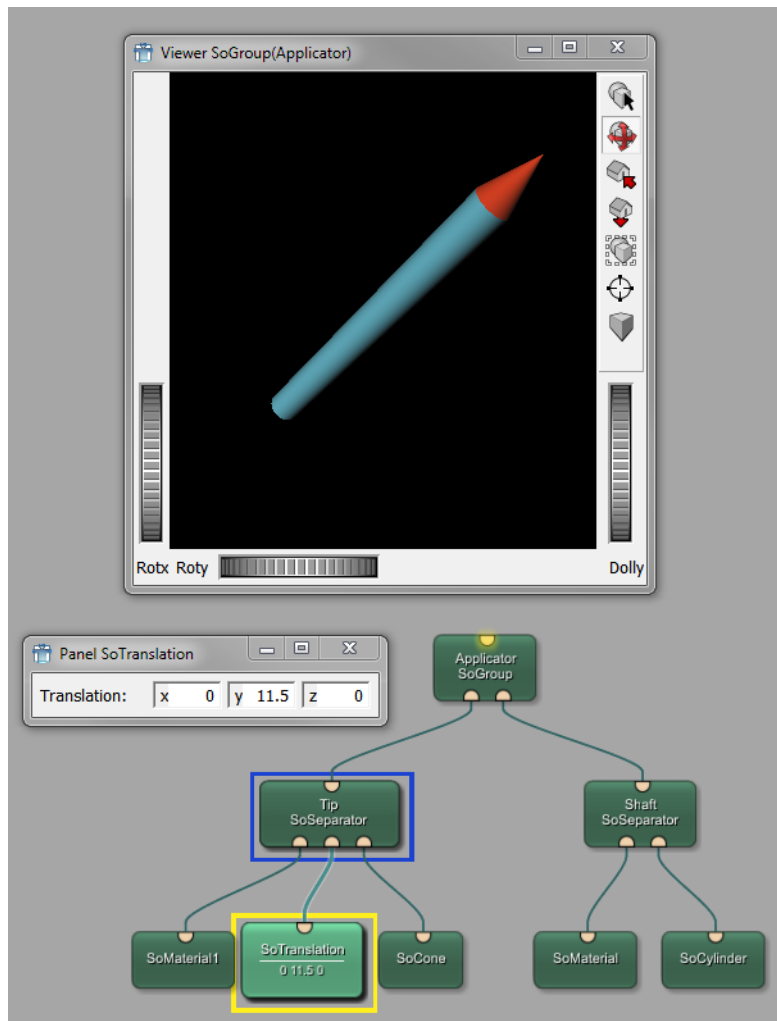 Viewer SoGroup(Applicator)
Rotx Roty
Dolly
Panel SoTranslation
Translation: x 0 y 11.5 z 0
Applicator
SoGroup
Tip
SoSeparator
Shaft
SoSeparator
SoMaterial1
SoTranslation
0 11.5 0
SoCone
SoMaterial
SoCylinder